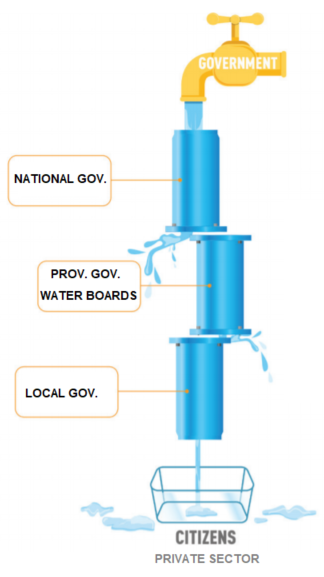 GOVERNMENT
NATIONAL GOV.
PROV. GOV.
WATER BOARDS
LOCAL GOV.
CITIZENS
PRIVATE SECTOR